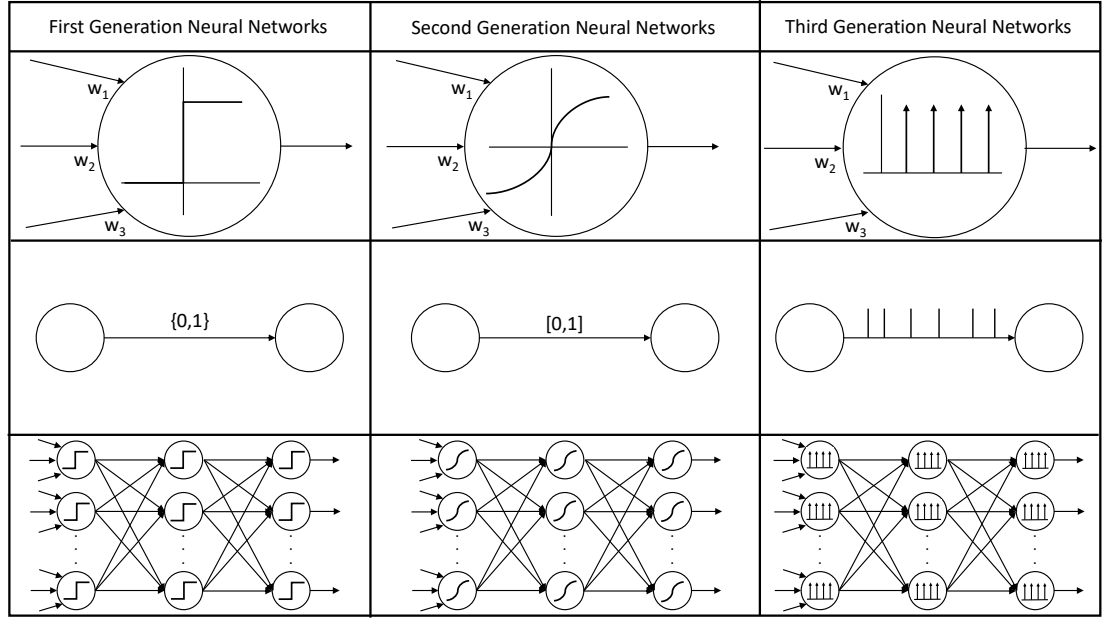 First Generation Neural Networks
Second Generation Neural Networks
Third Generation Neural Networks
w1
w2
w3
w1
w2
w3
w1
w2
w3
{0,1}
[0,1]